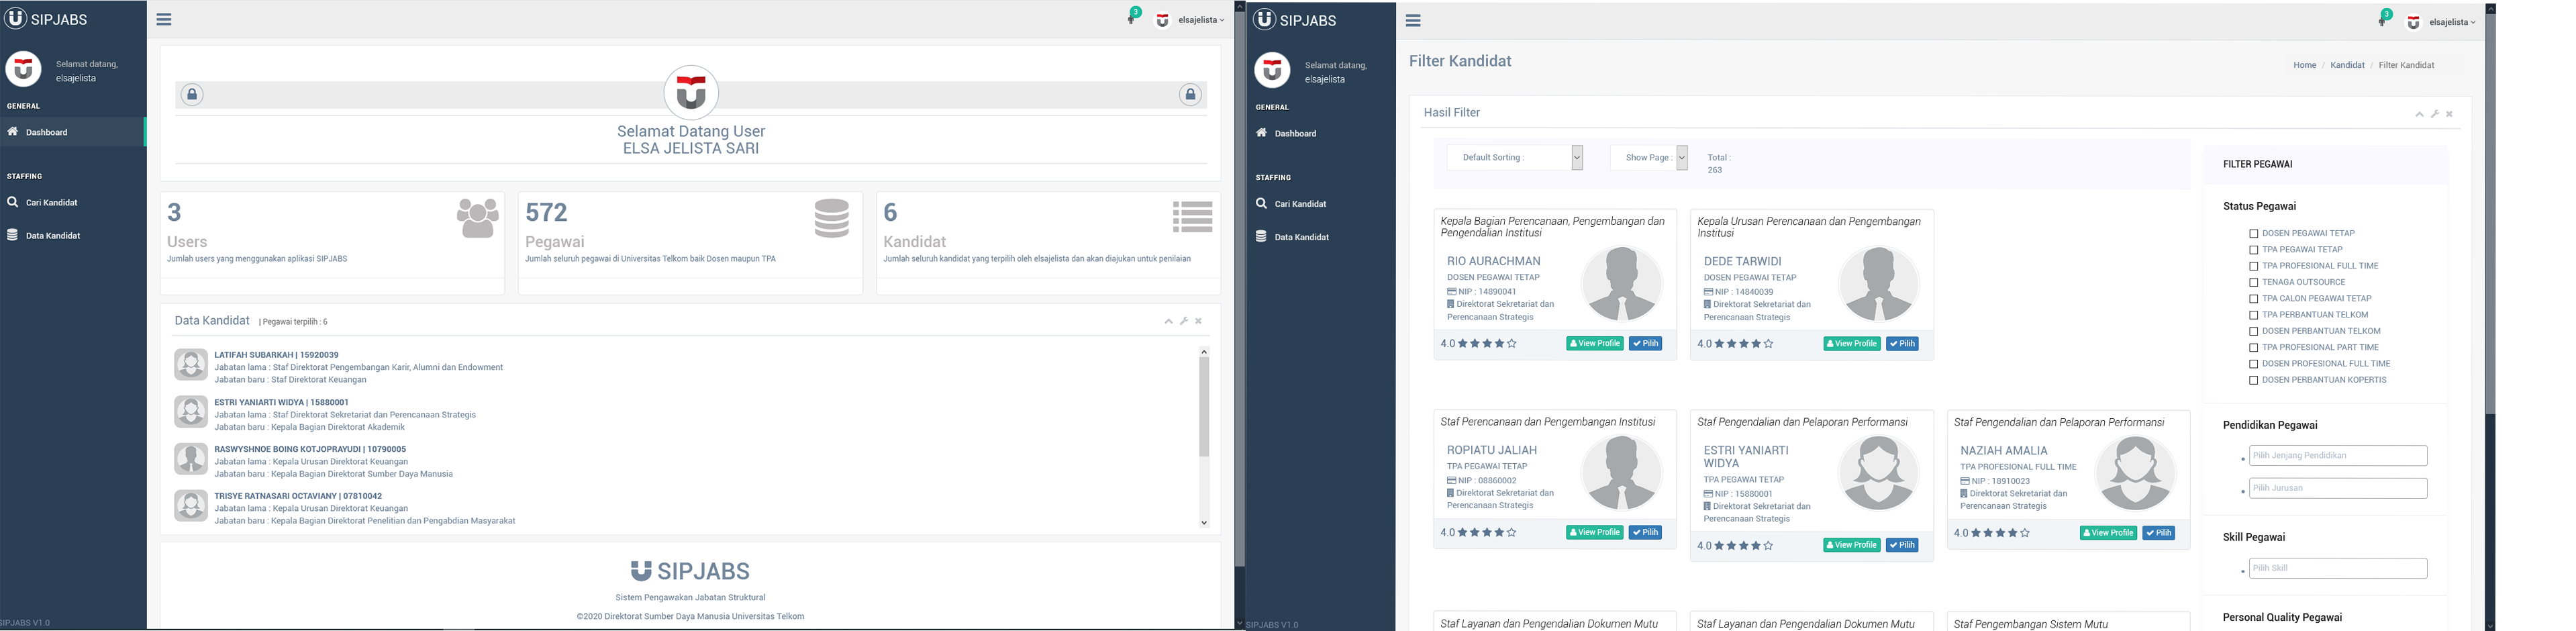 SIPJABS
Selamat datang,
elsajelista
GENERAL
Dashboard
STAFFING
Cari Kandidat
Data Kandidat
SIPJABS V1.0
3
elsajelista
Selamat Datang User
ELSA JELISTA SARI
3
Users
Jumlah users yang menggunakan aplikasi SIPJABS
572
Pegawai
Jumlah seluruh pegawai di Universitas Telkom baik Dosen maupun TPA
6
Kandidat
Jumlah seluruh kandidat yang terpilih oleh elsajelista dan akan diajukan untuk penilaian
Data Kandidat | Pegawai terpilih : 6
LATIFAH SUBARKAH | 15920039
Jabatan lama : Staf Direktorat Pengembangan Karir, Alumni dan Endowment
Jabatan baru : Staf Direktorat Keuangan
ESTRI YANIARTI WIDYA | 15880001
Jabatan lama : Staf Direktorat Sekretariat dan Perencanaan Strategis
Jabatan baru : Kepala Bagian Direktorat Akademik
RASWYSHNOE BOING KOTJOPRAYUDI | 10790005
Jabatan lama : Kepala Urusan Direktorat Keuangan
Jabatan baru : Kepala Bagian Direktorat Sumber Daya Manusia
TRISYE RATNASARI OCTAVIANY | 07810042
Jabatan lama : Kepala Urusan Direktorat Keuangan
Jabatan baru : Kepala Bagian Direktorat Penelitian dan Pengabdian Masyarakat
SIPJABS
Sistem Pengawakan Jabatan Struktural
©2020 Direktorat Sumber Daya Manusia Universitas Telkom
SIPJABS
Selamat datang,
elsajelista
GENERAL
Dashboard
STAFFING
Cari Kandidat
Data Kandidat
SIPJABS V1.0
3
elsajelista
Filter Kandidat
Home / Kandidat / Filter Kandidat
Hasil Filter
Default Sorting :
Show Page :
Total :
263
Kepala Bagian Perencanaan, Pengembangan dan
Pengendalian Institusi
RIO AURACHMAN
DOSEN PEGAWAI TETAP
NIP : 14890041
Direktorat Sekretariat dan
Perencanaan Strategis
4.0
View Profile
Pilih
Kepala Urusan Perencanaan dan Pengembangan
Institusi
DEDE TARWIDI
DOSEN PEGAWAI TETAP
NIP : 14840039
Direktorat Sekretariat dan
Perencanaan Strategis
4.0
View Profile
Pilih
Staf Perencanaan dan Pengembangan Institusi
ROPIATU JALIAH
TPA PEGAWAI TETAP
NIP : 08860002
Direktorat Sekretariat dan
Perencanaan Strategis
4.0
View Profile
Pilih
Staf Pengendalian dan Pelaporan Performansi
ESTRI YANIARTI
WIDYA
TPA PEGAWAI TETAP
NIP : 15880001
Direktorat Sekretariat dan
Perencanaan Strategis
4.0
View Profile
Pilih
Staf Pengendalian dan Pelaporan Performansi
NAZIAH AMALIA
TPA PROFESIONAL FULL TIME
NIP : 18910023
Direktorat Sekretariat dan
Perencanaan Strategis
4.0
View Profile
Pilih
Staf Layanan dan Pengendalian Dokumen Mutu
Staf Layanan dan Pengendalian Dokumen Mutu
Staf Pengembangan Sistem Mutu
FILTER PEGAWAI
Status Pegawai
DOSEN PEGAWAI TETAP
TPA PEGAWAI TETAP
TPA PROFESIONAL FULL TIME
TENAGA OUTSOURCE
TPA CALON PEGAWAI TETAP
TPA PERBANTUAN TELKOM
DOSEN PERBANTUAN TELKOM
TPA PROFESIONAL PART TIME
DOSEN PROFESIONAL FULL TIME
DOSEN PERBANTUAN KOPERTIS
Pendidikan Pegawai
Pilih Jenjang Pendidikan
Pilih Jurusan
Skill Pegawai
Pilih Skill
Personal Quality Pegawai